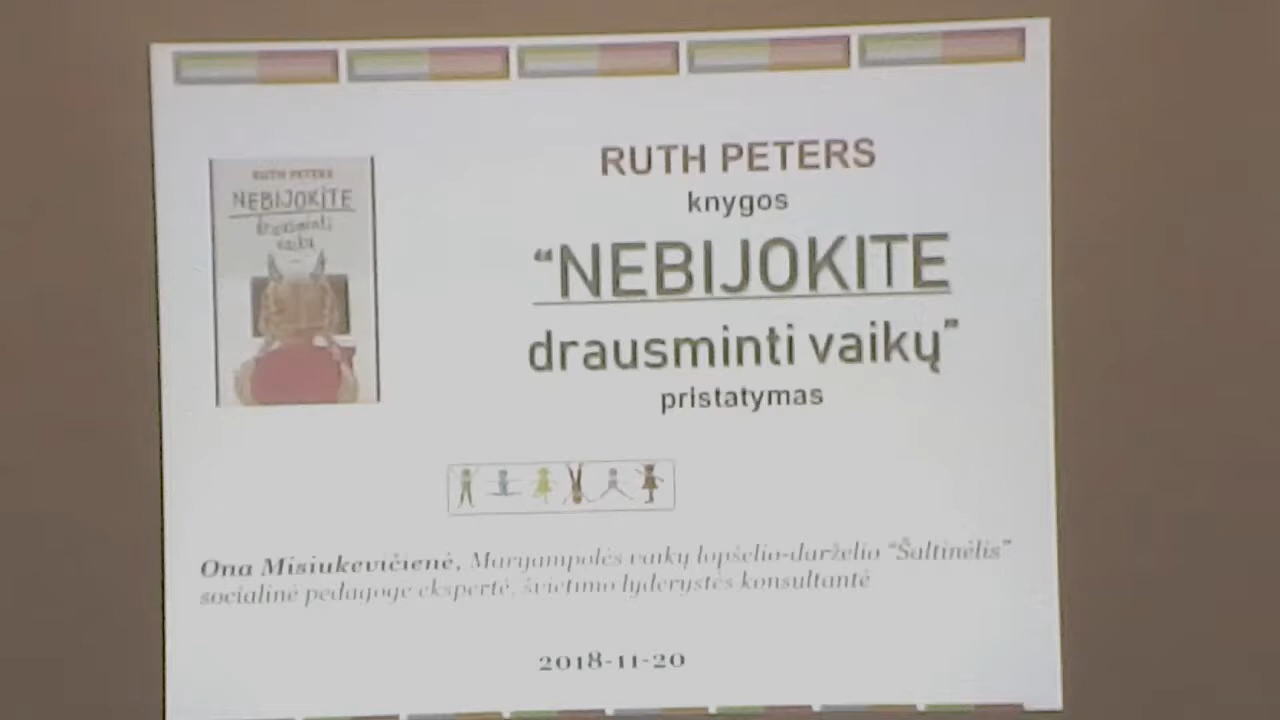 RUTH PETERS
NEBIJOKITE
drausminti
vaikų
RUTH PETERS
knygos
“NEBIJOKITE
drausminti vaikų”
pristatymas
Ona Misiukevičienė, Maryampolės vaikų lopšelio-darželio “Šaltinėlis”
socialinė pedagogė ekspertė, švietimo lyderystės konsultantė
2018-11-20